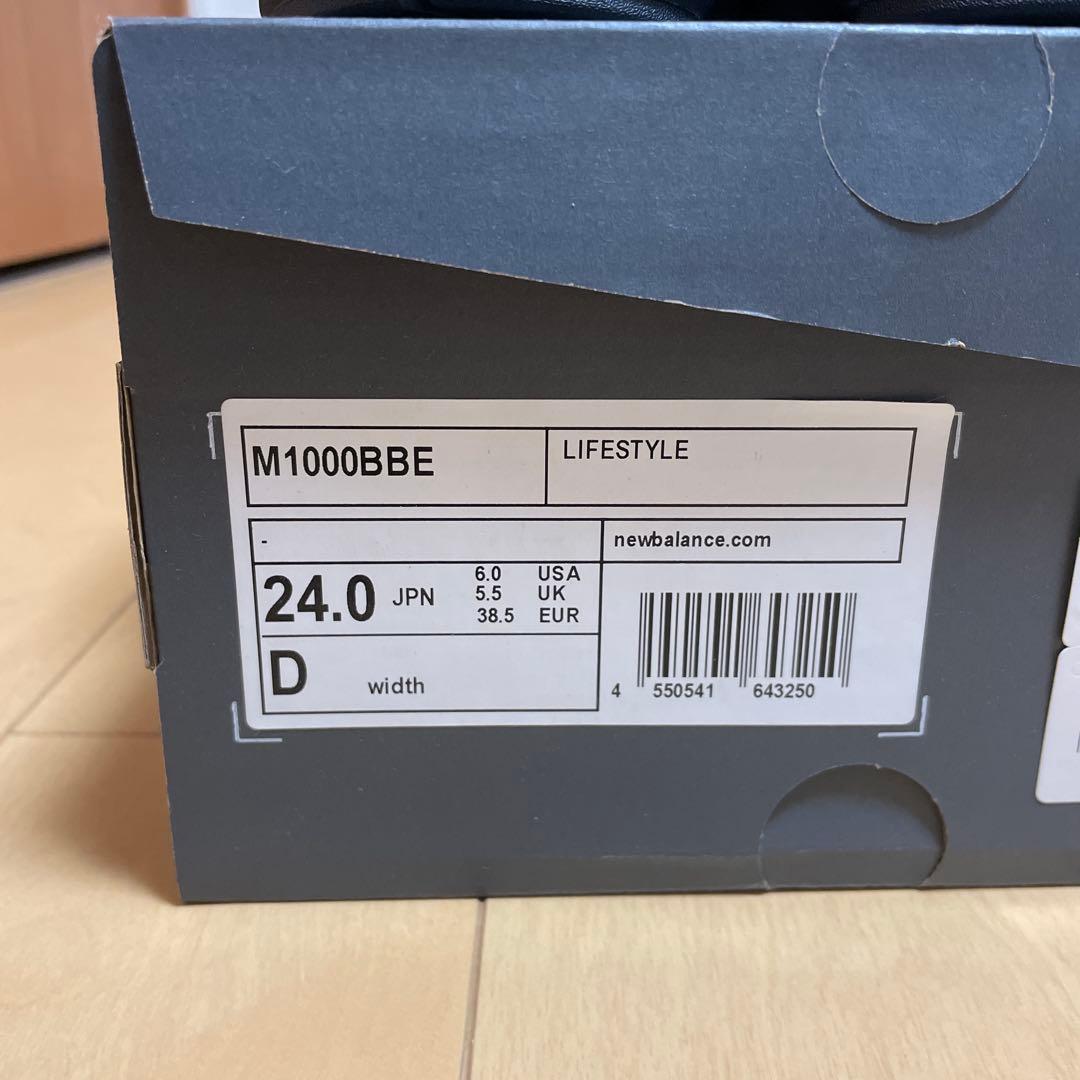 M1000BBE
LIFESTYLE
-
newbalance.com
24.0 JPN
6.0 USA
5.5 UK
38.5 EUR
D width
4 550541 643250